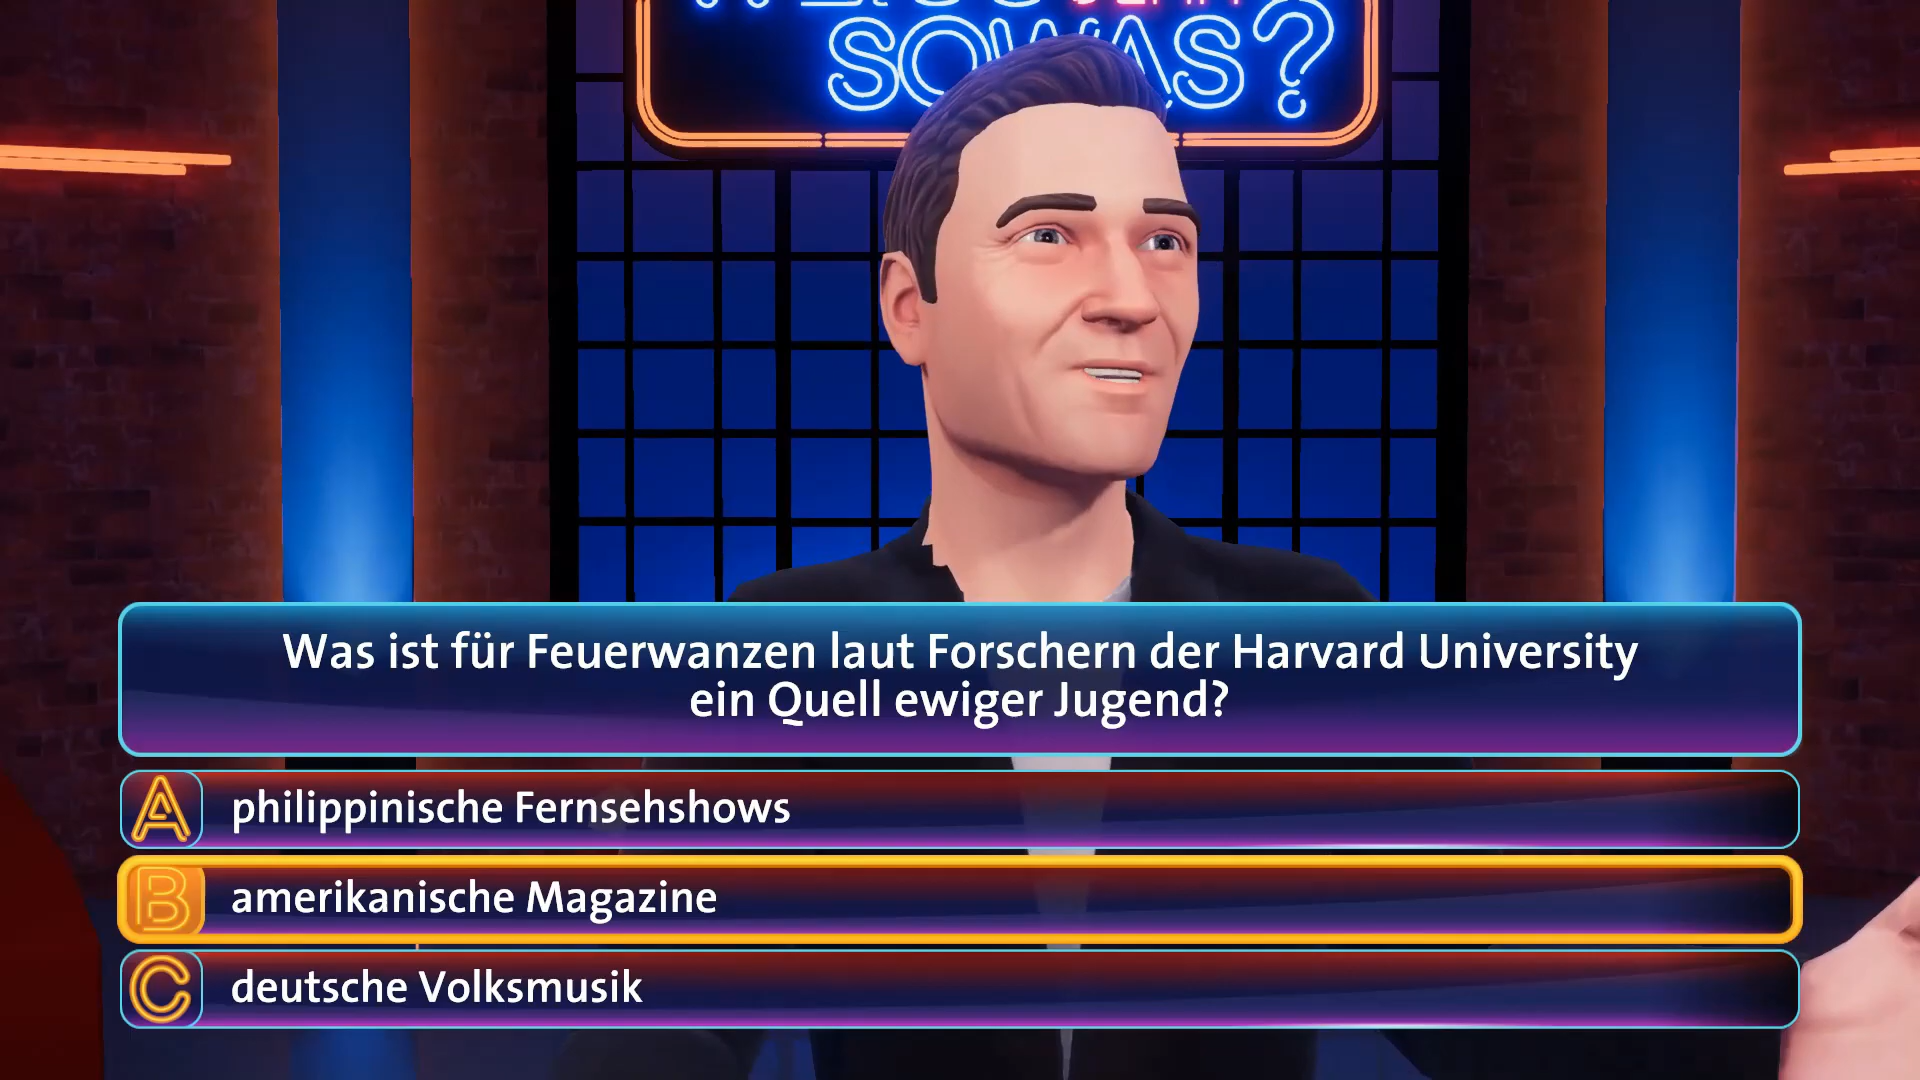 SOWAS?
Was ist für Feuerwanzen laut Forschern der Harvard University
ein Quell ewiger Jugend?
A philippinische Fernsehshows
B amerikanische Magazine
C deutsche Volksmusik